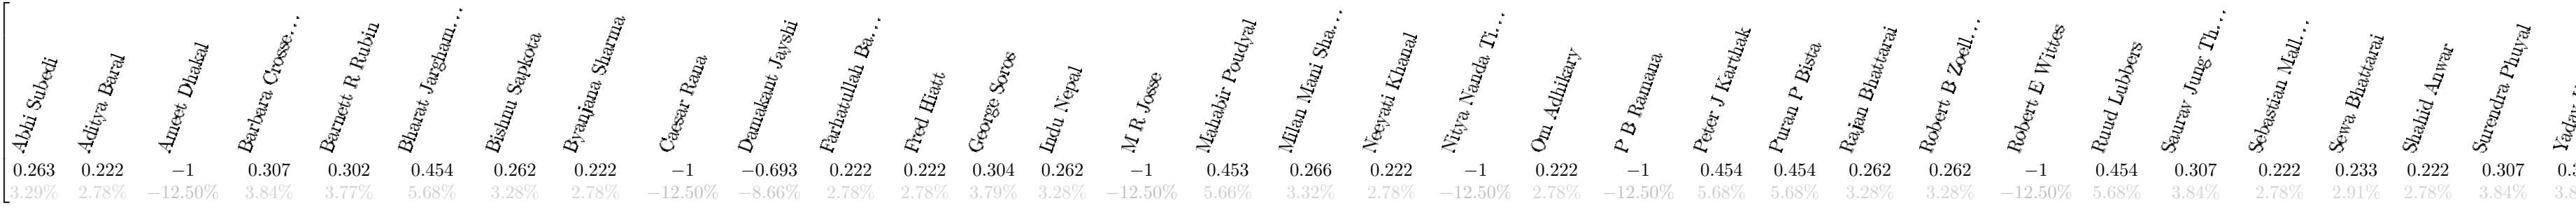 Abhi Subedi Aditya Baral Ameet Dhakal Barbara Crosse... Barnett R Rubin Bharat Jargham... Bishnu Sapkota Byanjana Sharma Caesar Rana Damakant Jayshi Farhatullah Ba... Fred Hiatt George Soros Indu Nepal M R Josse Mahabir Poudyal Milan Mani Sha... Neeyati Khanal Nitya Nanda Ti... Om Adhikary P B Ramana Peter J Karthak Puran P Bista Rajan Bhattarai Robert B Zoell... Robert E Wittes Ruud Lubbers Saurav Jung Th... Sebastian Mall... Sewa Bhattarai Shahid Anwar Surendra Phuyal
0.263 0.222 −1 0.307 0.302 0.454 0.262 0.222 −1 −0.693 0.222 0.222 0.304 0.262 −1 0.453 0.266 0.222 −1 0.222 −1 0.454 0.454 0.262 0.262 −1 0.454 0.307 0.222 0.233 0.222 0.307
3.29% 2.78% −12.50% 3.84% 3.77% 5.68% 3.28% 2.78% −12.50% −8.66% 2.78% 2.78% 3.79% 3.28% −12.50% 5.66% 3.32% 2.78% −12.50% 2.78% −12.50% 5.68% 5.68% 3.28% 3.28% −12.50% 5.68% 3.84% 2.78% 2.91% 2.78% 3.84%